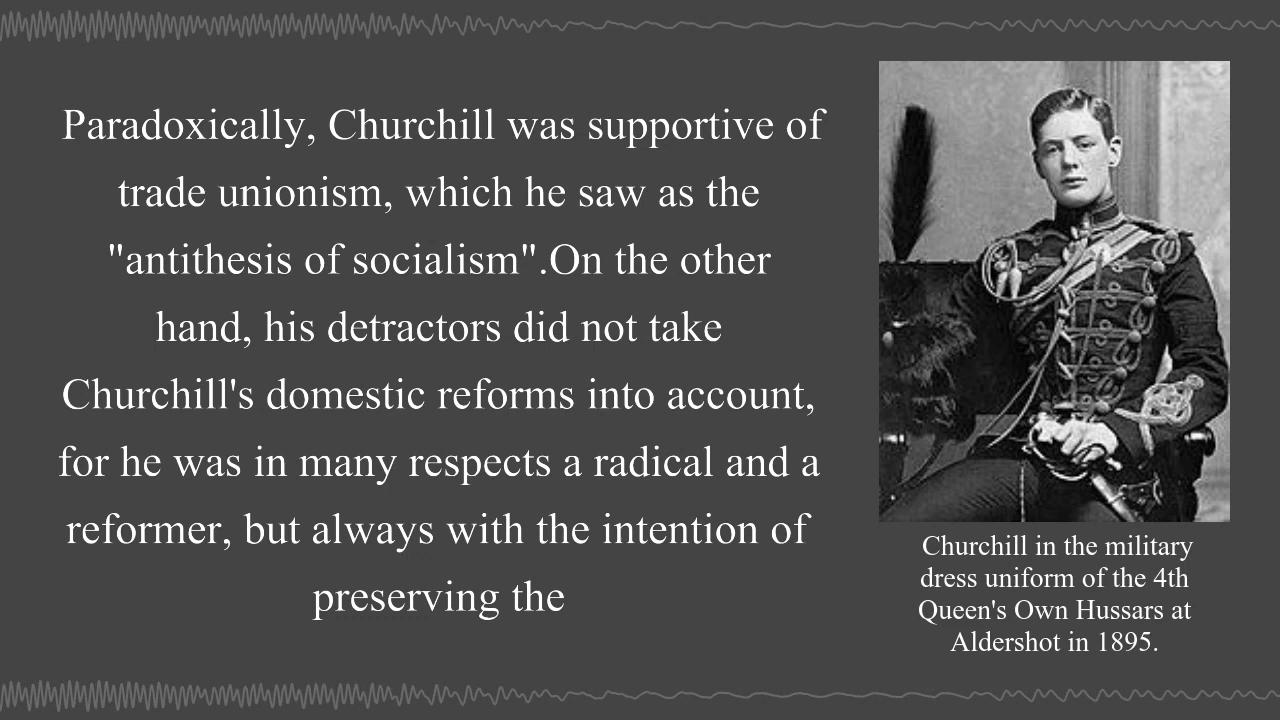 Paradoxically, Churchill was supportive of
trade unionism, which he saw as the
"antithesis of socialism".On the other
hand, his detractors did not take
Churchill's domestic reforms into account,
for he was in many respects a radical and a
reformer, but always with the intention of
preserving the
Churchill in the military
dress uniform of the 4th
Queen's Own Hussars at
Aldershot in 1895.